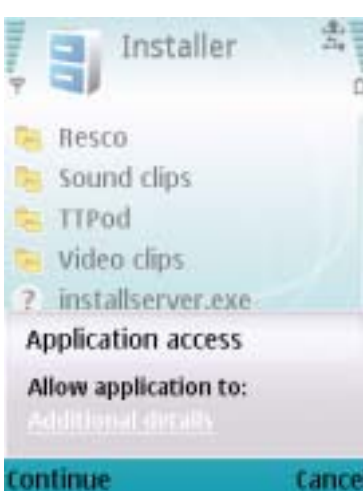 Installer
Resco
Sound clips
TTPod
Video clips
? installserver.exe
Application access
Allow application to:
Additional details
Continue
Cance